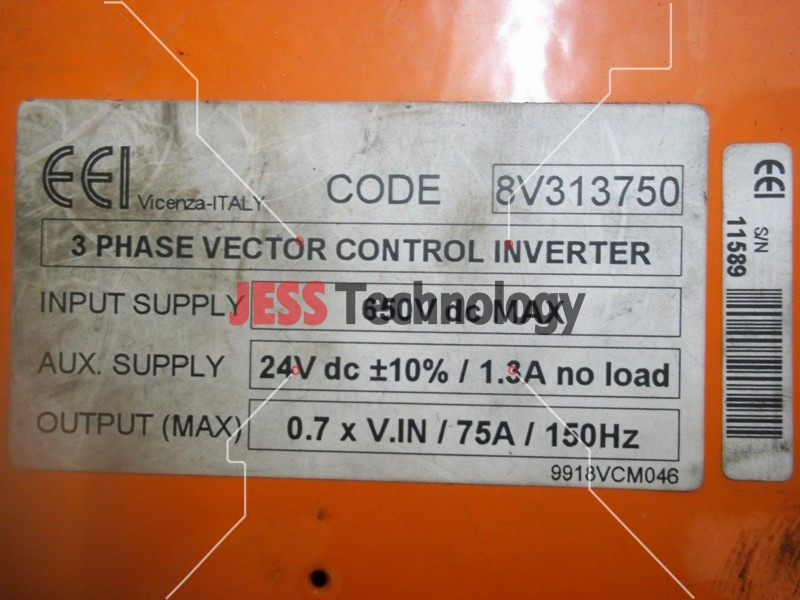 EEI Vicenza-ITALY CODE 8V313750
3 PHASE VECTOR CONTROL INVERTER
INPUT SUPPLY 650V dc MAX
JESS Technology
AUX. SUPPLY 24V dc ±10% / 1.3A no load
OUTPUT (MAX) 0.7 x V.IN / 75A / 150Hz
9918VCM046
EEI
S/N
11589